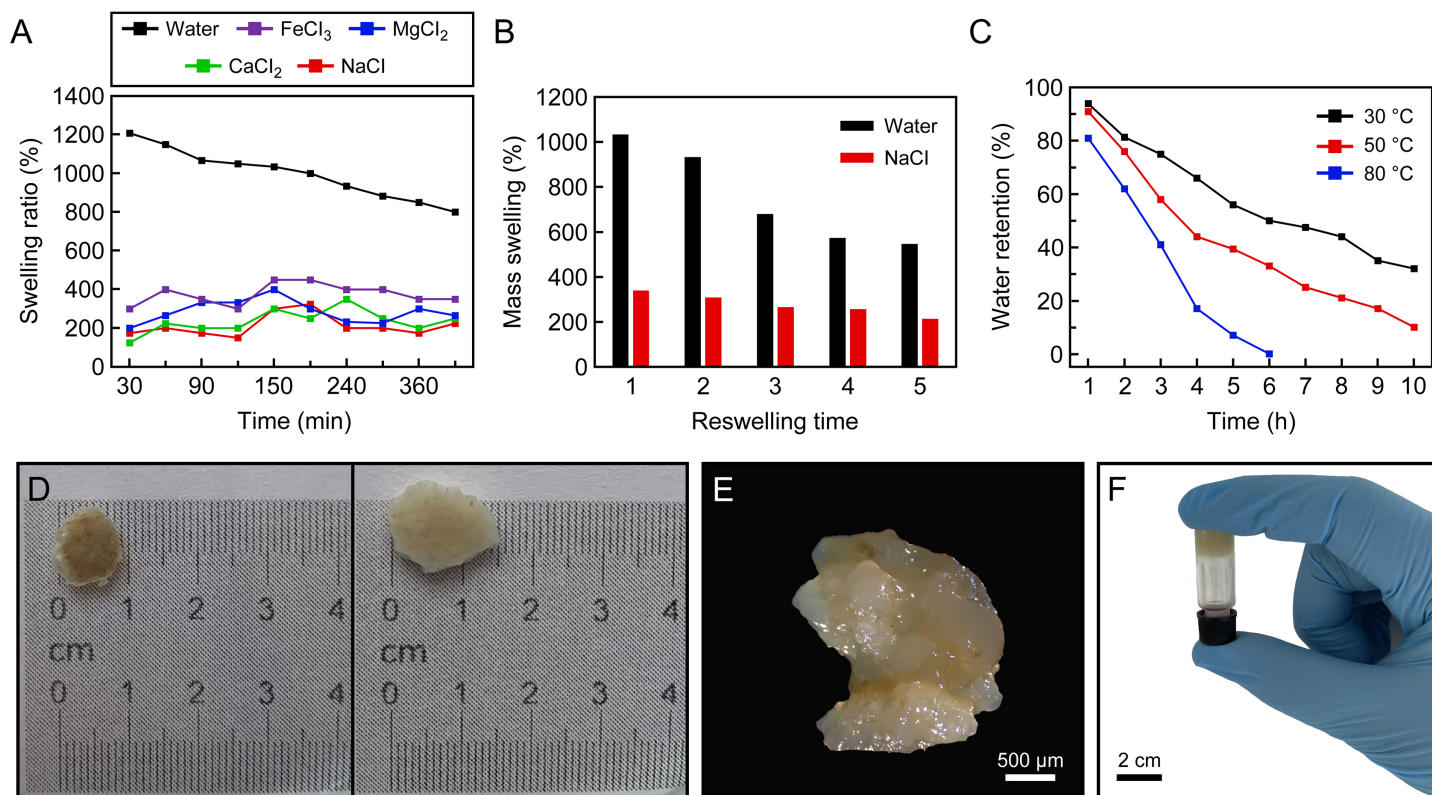 A
Water FeCl3 MgCl2
CaCl2 NaCl
Swelling ratio (%)
1400
1200
1000
800
600
400
200
0
30 90 150 240 360
Time (min)
B
Mass swelling (%)
1200
1000
800
600
400
200
0
Water
NaCl
1 2 3 4 5
Reswelling time
C
Water retention (%)
100
80
60
40
20
0
30 °C
50 °C
80 °C
1 2 3 4 5 6 7 8 9 10
Time (h)
D
0 1 2 3 4
cm
0 1 2 3 4
0 1 2 3 4
cm
0 1 2 3 4
E
500 µm
F
2 cm